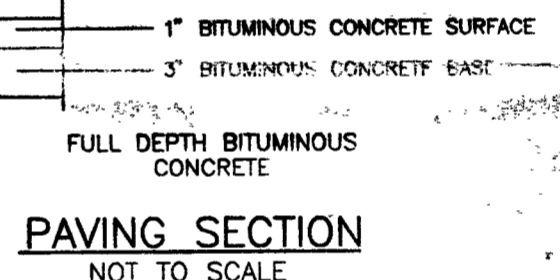 1" BITUMINOUS CONCRETE SURFACE
3" BITUMINOUS CONCRETE BASE
FULL DEPTH BITUMINOUS
CONCRETE
PAVING SECTION
NOT TO SCALE